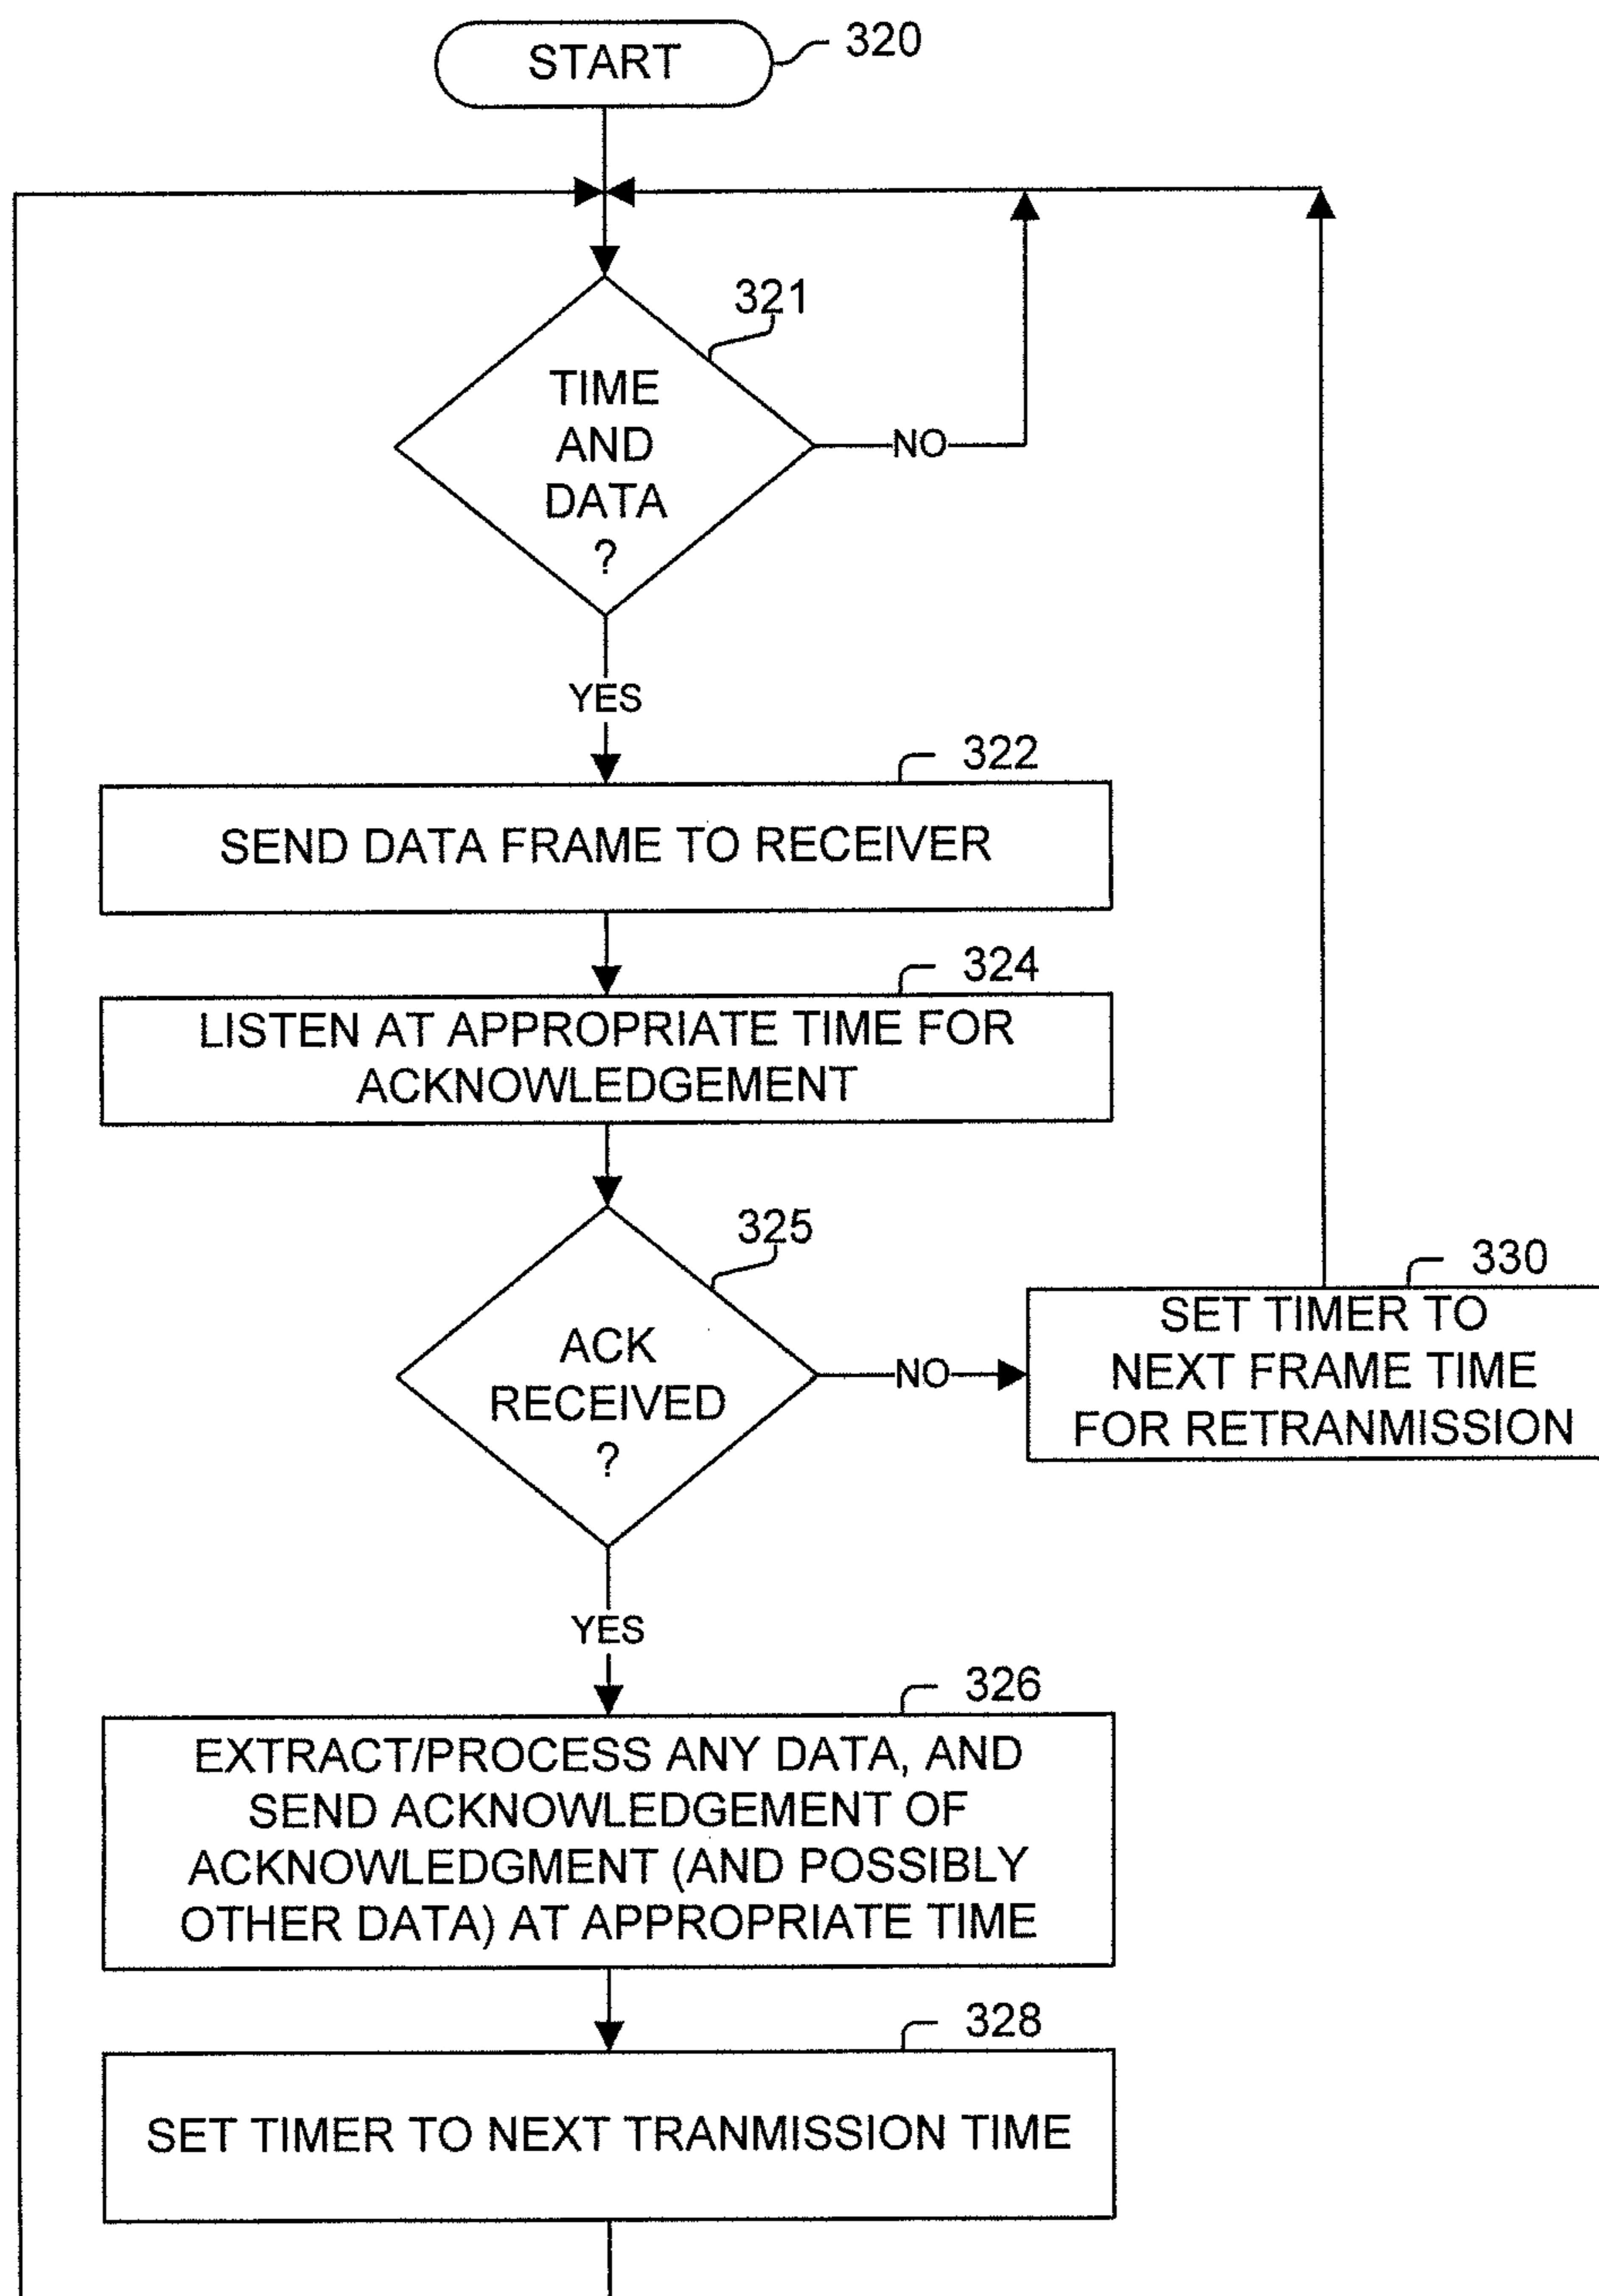 START
320
321
TIME
AND
DATA
?
NO
YES
322
SEND DATA FRAME TO RECEIVER
324
LISTEN AT APPROPRIATE TIME FOR
ACKNOWLEDGEMENT
325
ACK
RECEIVED
?
NO
330
SET TIMER TO
NEXT FRAME TIME
FOR RETRANMISSION
YES
326
EXTRACT/PROCESS ANY DATA, AND
SEND ACKNOWLEDGEMENT OF
ACKNOWLEDGMENT (AND POSSIBLY
OTHER DATA) AT APPROPRIATE TIME
328
SET TIMER TO NEXT TRANMISSION TIME